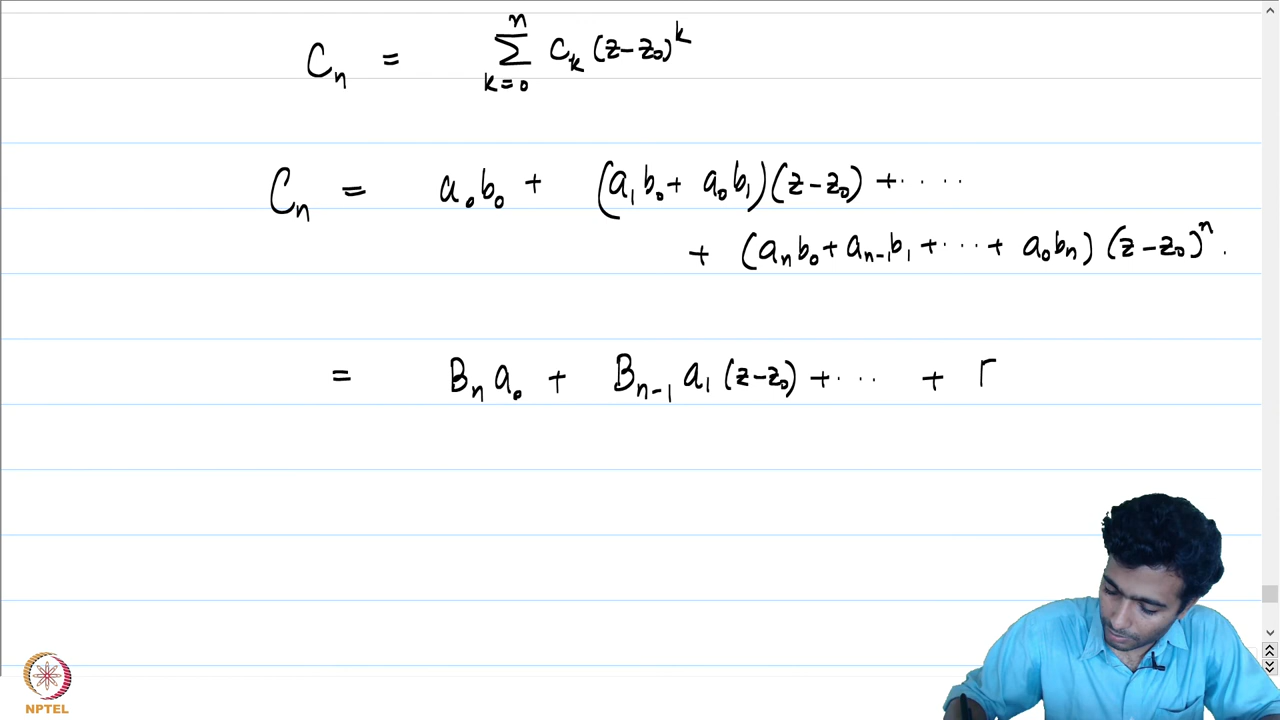 C_n = \sum_{k=0}^{n} c_k (z-z_0)^k
C_n = a_0 b_0 + (a_1 b_0 + a_0 b_1)(z-z_0) + ....
+ (a_n b_0 + a_{n-1} b_1 + ... + a_0 b_n)(z-z_0)^n.
= B_n a_0 + B_{n-1} a_1 (z-z_0) + ... +
NPTEL